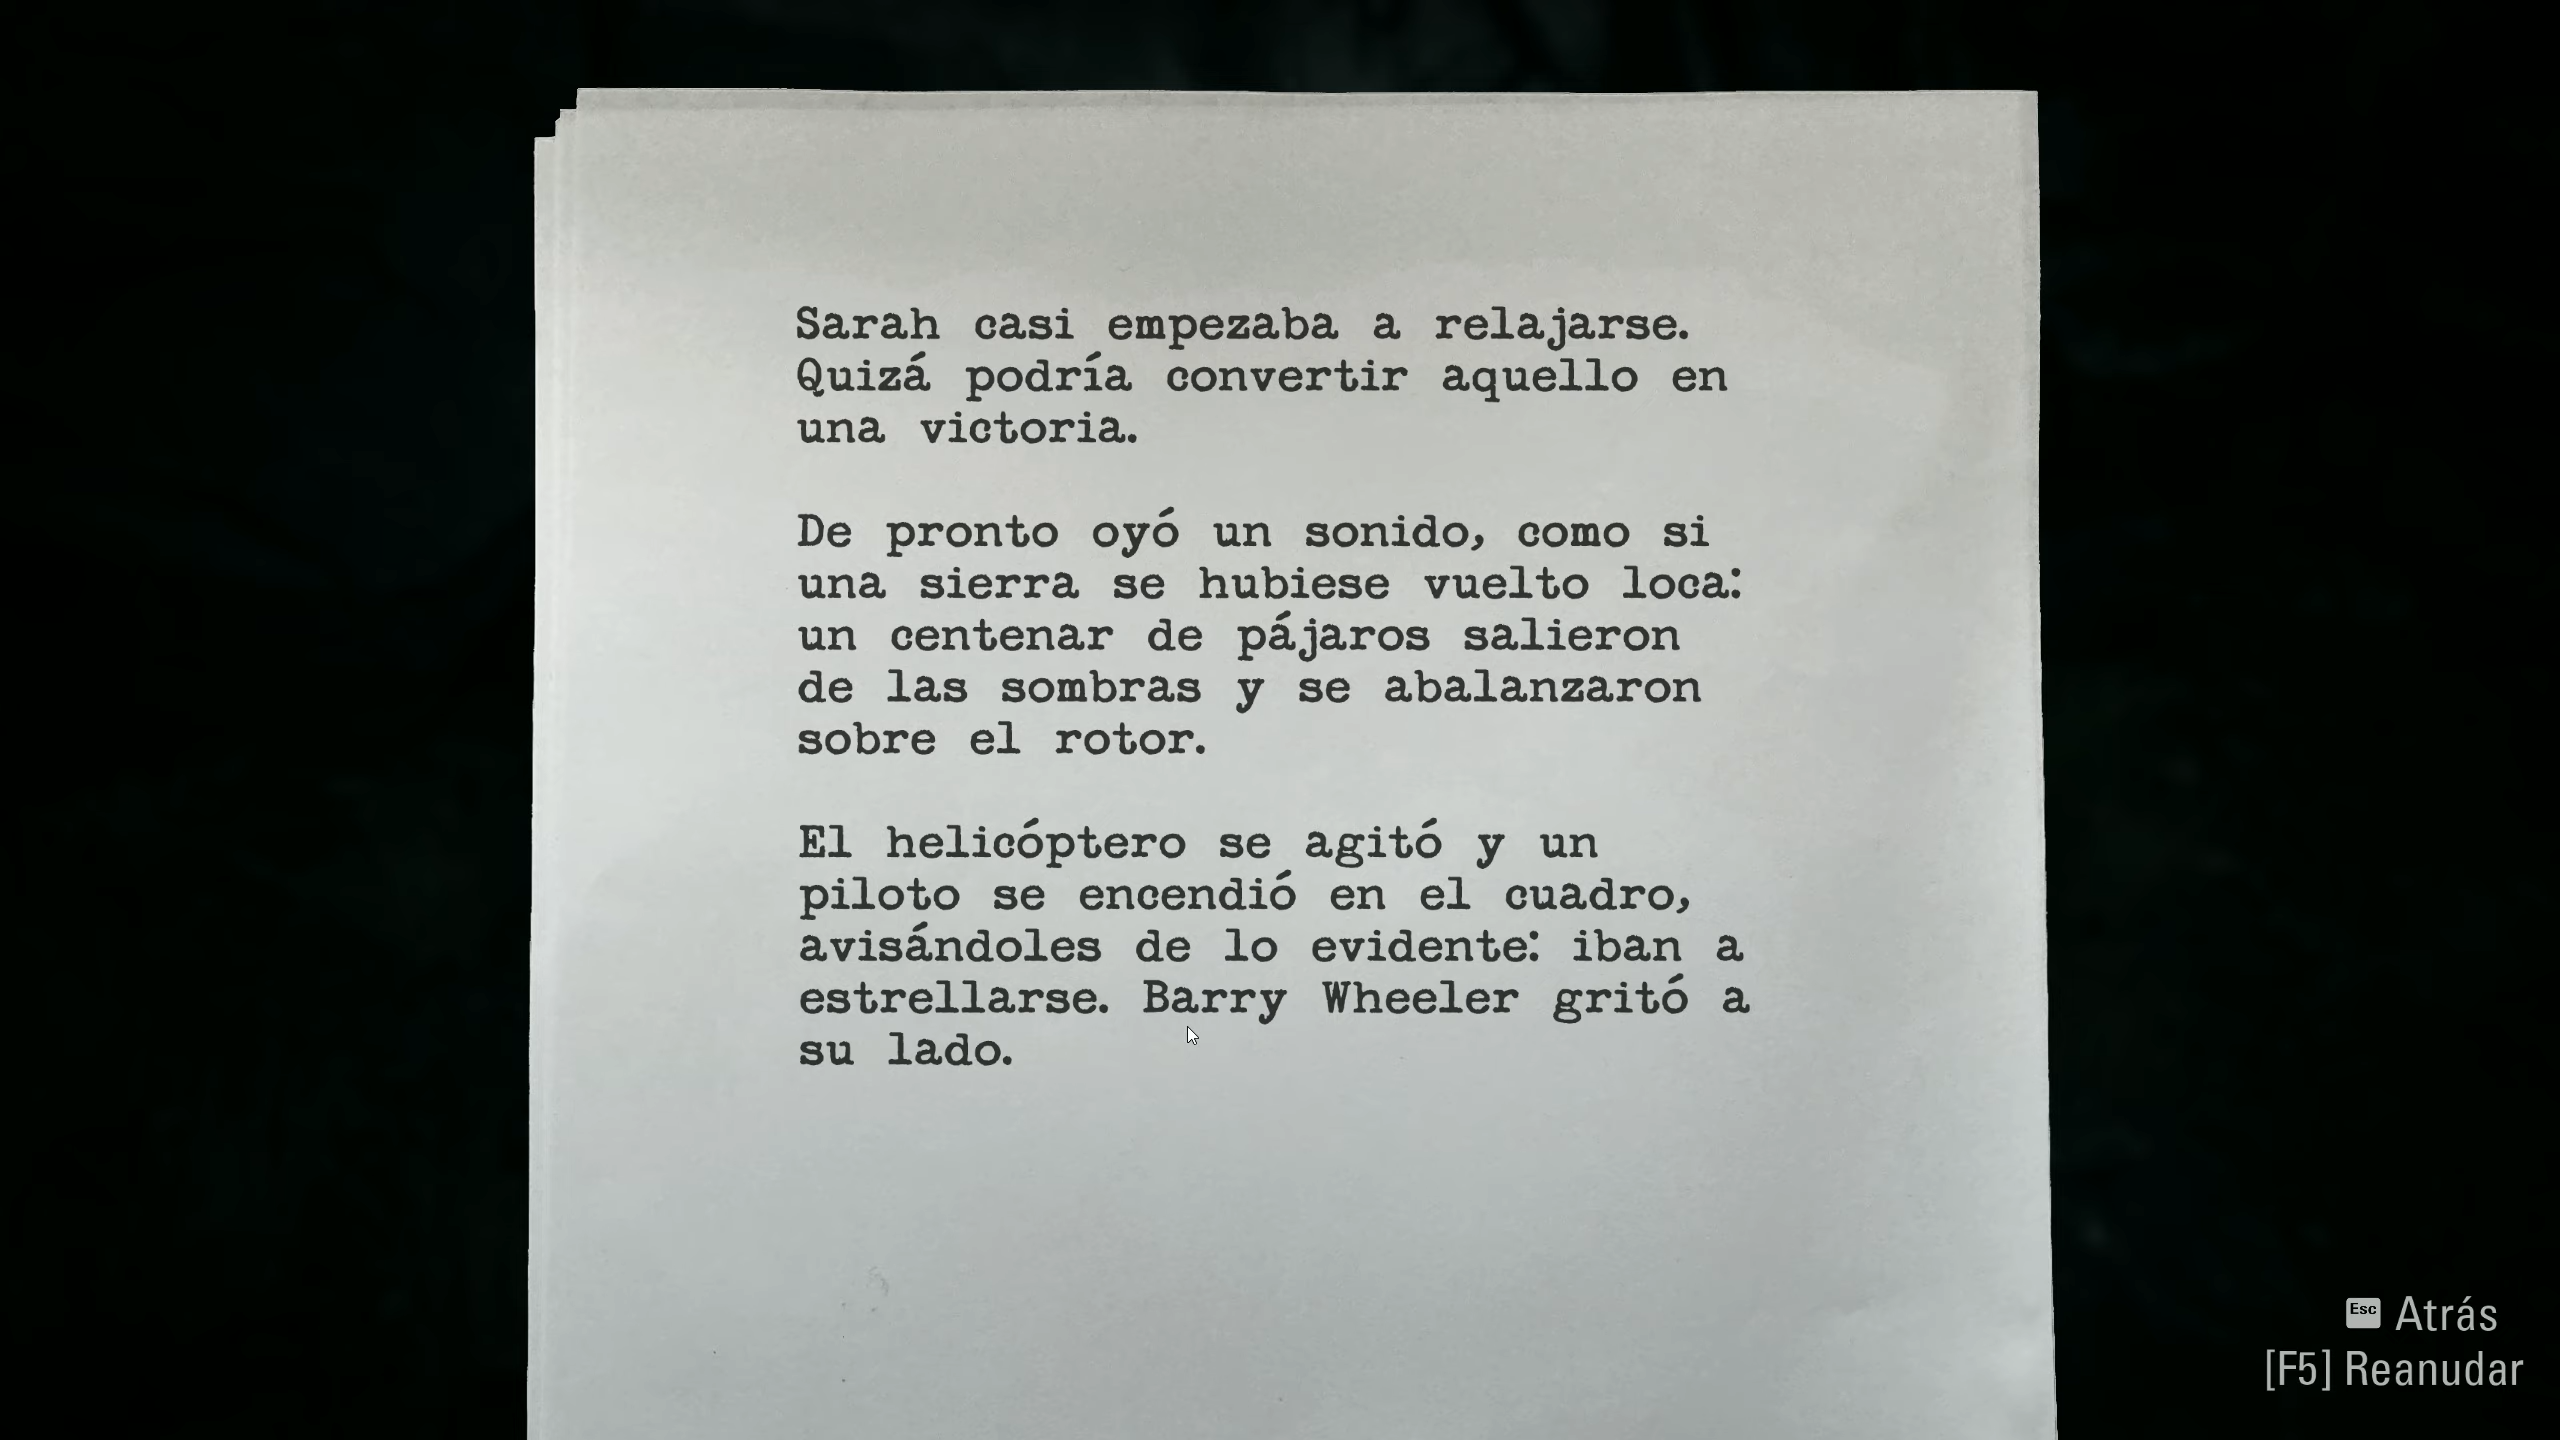 Sarah casi empezaba a relajarse.
Quizá podría convertir aquello en
una victoria.
De pronto oyó un sonido, como si
una sierra se hubiese vuelto loca:
un centenar de pájaros salieron
de las sombras y se abalanzaron
sobre el rotor.
El helicóptero se agitó y un
piloto se encendió en el cuadro,
avisándoles de lo evidente: iban a
estrellarse. Barry Wheeler gritó a
su lado.
Esc Atrás
[F5] Reanudar